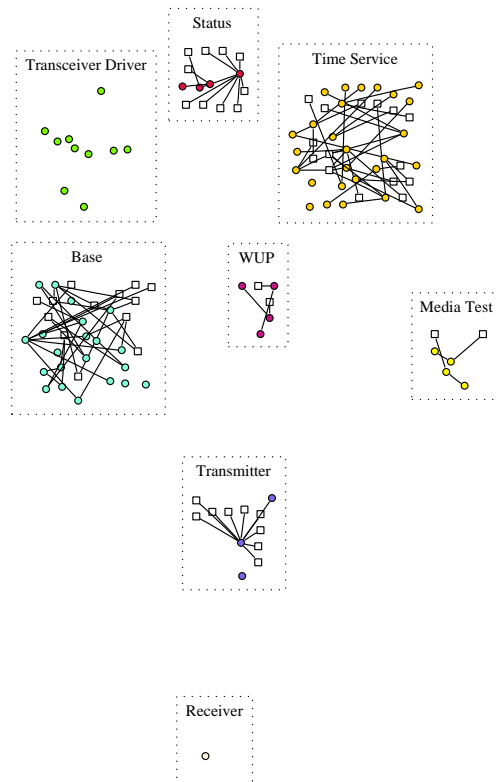 Status
Transceiver Driver
Time Service
Base
WUP
Media Test
Transmitter
Receiver